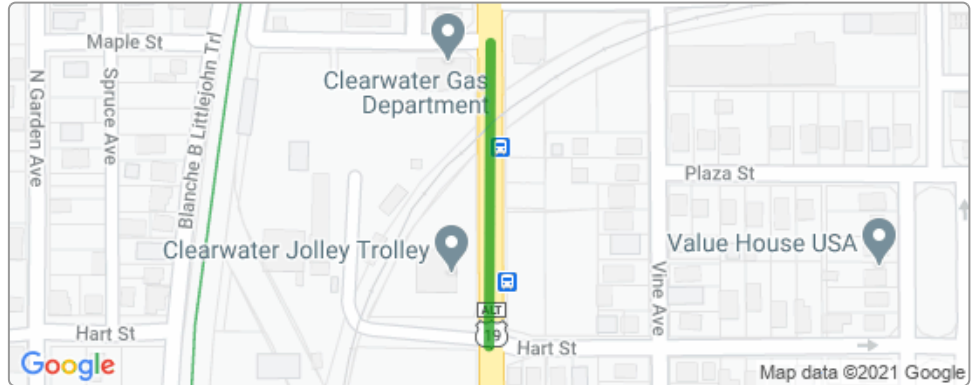 Maple St
Clearwater Gas
Department
N Garden Ave
Spruce Ave
Blanche B Littlejohn Trl
Plaza St
Clearwater Jolley Trolley
Value House USA
Vine Ave
ALT
19
Hart St
Hart St
Google
Map data ©2021 Google